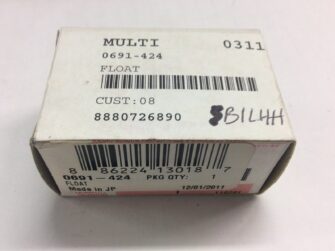 MULTI 0311
0691-424
FLOAT
CUST:08
8880726890
8 86224 13018 7
0691-424 PKG QTY: 1
FLOAT 12/01/2011
Made in JP